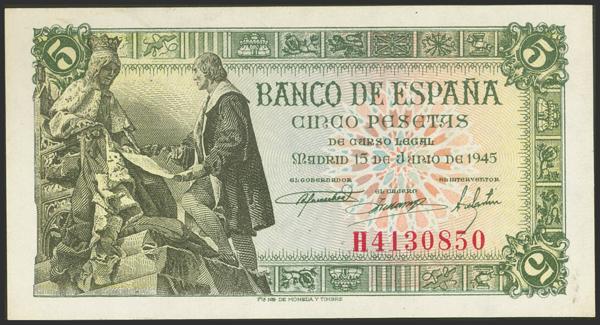 5 5
BANCO DE ESPAÑA
CINCO PESETAS
DE CURSO LEGAL
MADRID 15 DE JUNIO DE 1945
EL GOBERNADOR EL CAJERO EL INTERVENTOR
H4130850
5
FCA NAL DE MONEDA Y TIMBRE